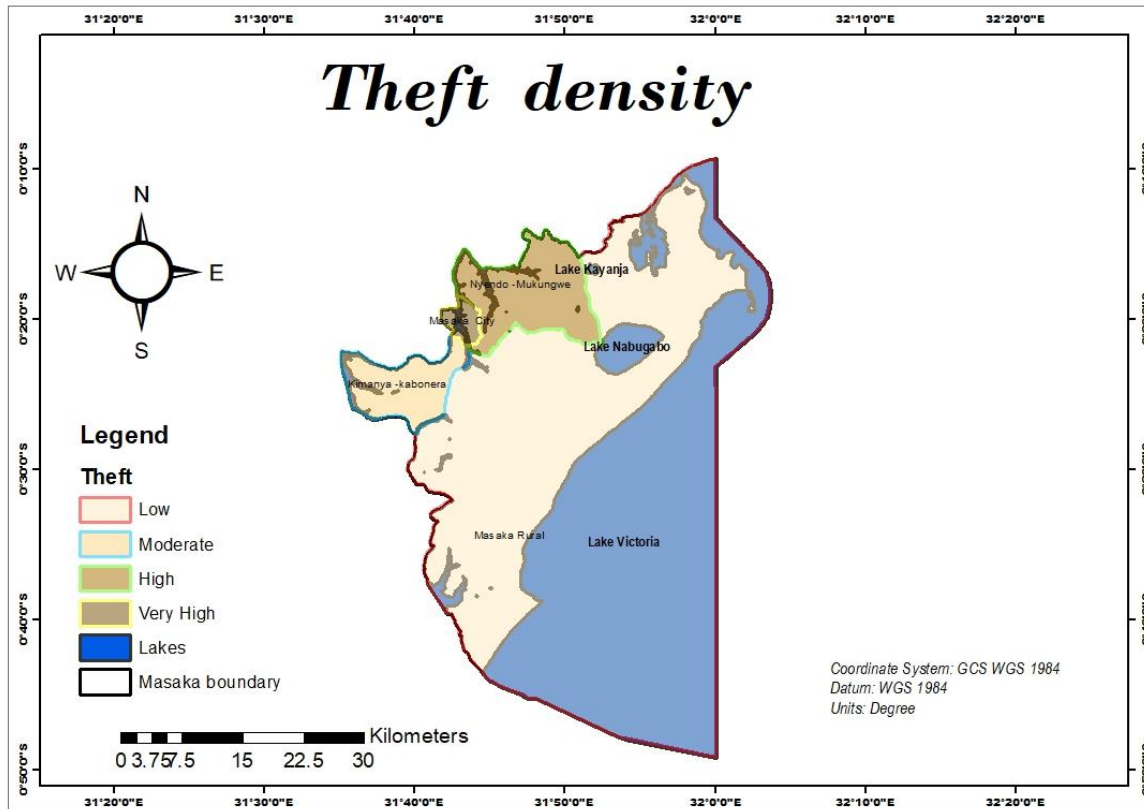 31°20'0"E 31°30'0"E 31°40'0"E 31°50'0"E 32°0'0"E 32°10'0"E 32°20'0"E
Theft density
0°10'0"S
N
W E
S
Lake Kayanja
Nyendo -Mukungwe
0°20'0"S
Masaka City
Lake Nabugabo
Kimanya -kabonera
Legend
Theft
Low
Moderate
High
Very High
Lakes
Masaka boundary
0°30'0"S
Masaka Rural
Lake Victoria
0°40'0"S
Coordinate System: GCS WGS 1984
Datum: WGS 1984
Units: Degree
Kilometers
0 3.75 7.5 15 22.5 30
0°50'0"S
31°20'0"E 31°30'0"E 31°40'0"E 31°50'0"E 32°0'0"E 32°10'0"E 32°20'0"E